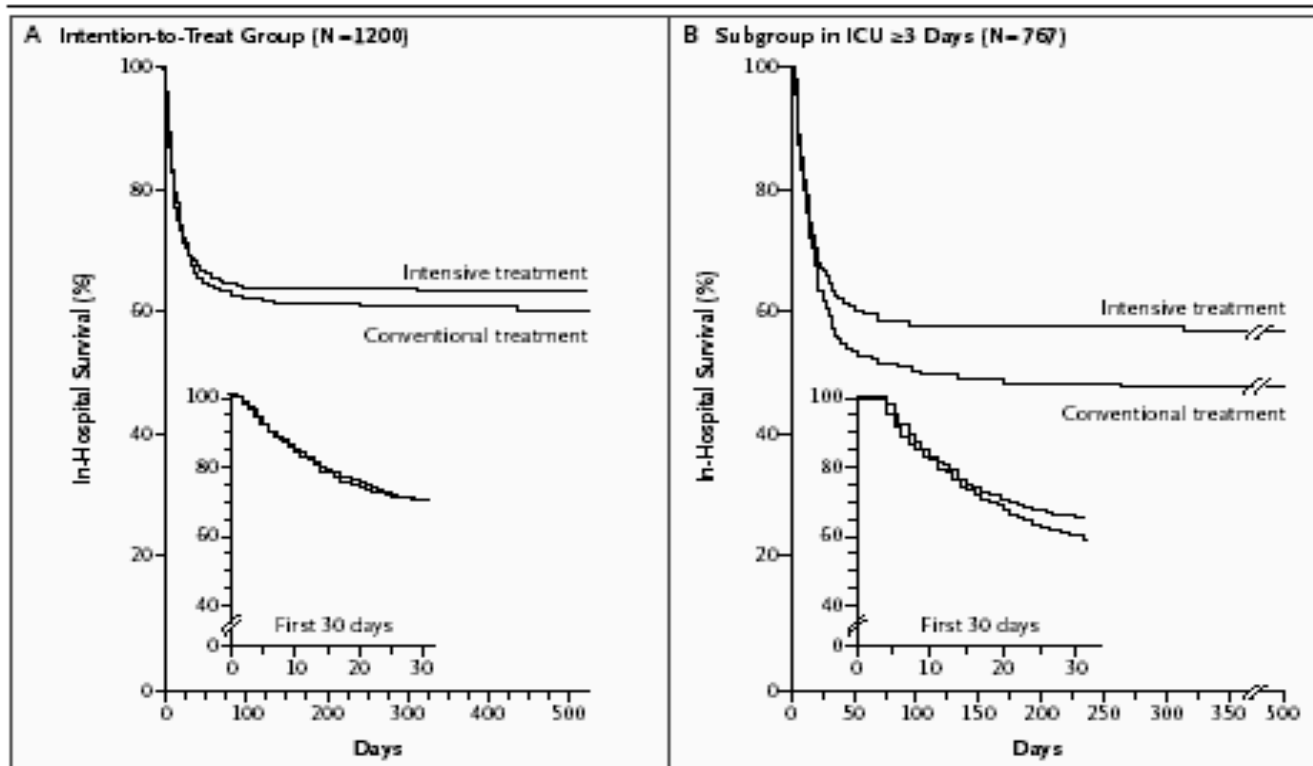 A Intention-to-Treat Group (N=1200)
100
80
60
40
20
0
In-Hospital Survival (%)
Intensive treatment
Conventional treatment
100
80
60
40
0
First 30 days
0 10 20 30
0 100 200 300 400 500
Days
B Subgroup in ICU ≥3 Days (N=767)
100
80
60
40
20
0
In-Hospital Survival (%)
Intensive treatment
Conventional treatment
100
80
60
40
0
First 30 days
0 10 20 30
0 50 100 150 200 250 300 350 500
Days